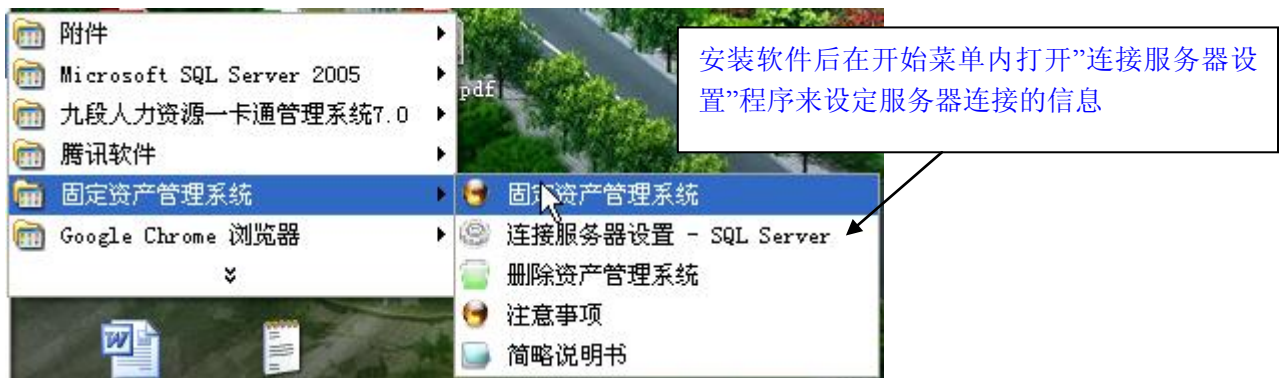 附件
Microsoft SQL Server 2005
九段人力资源一卡通管理系统7.0
腾讯软件
固定资产管理系统
Google Chrome 浏览器
pdf
安装软件后在开始菜单内打开”连接服务器设
置”程序来设定服务器连接的信息
固定资产管理系统
连接服务器设置 - SQL Server
删除资产管理系统
注意事项
简略说明书